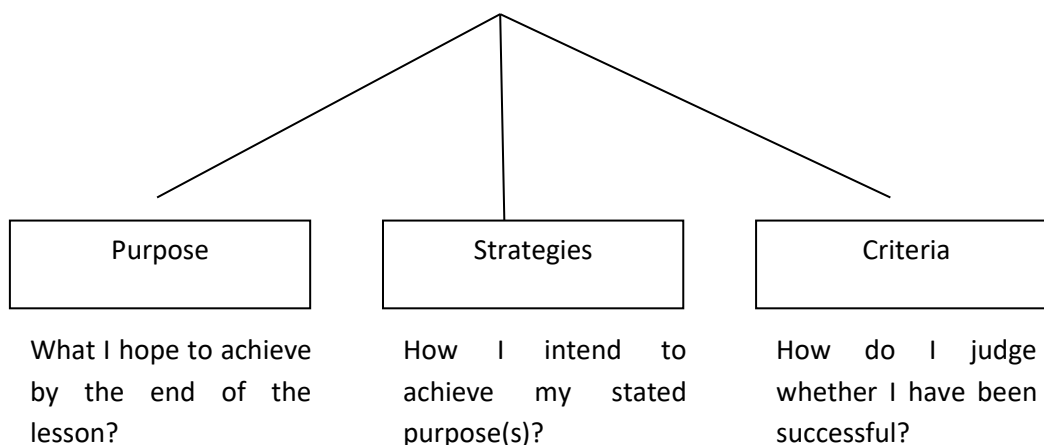 Purpose
What I hope to achieve
by the end of the
lesson?
Strategies
How I intend to
achieve my stated
purpose(s)?
Criteria
How do I judge
whether I have been
successful?